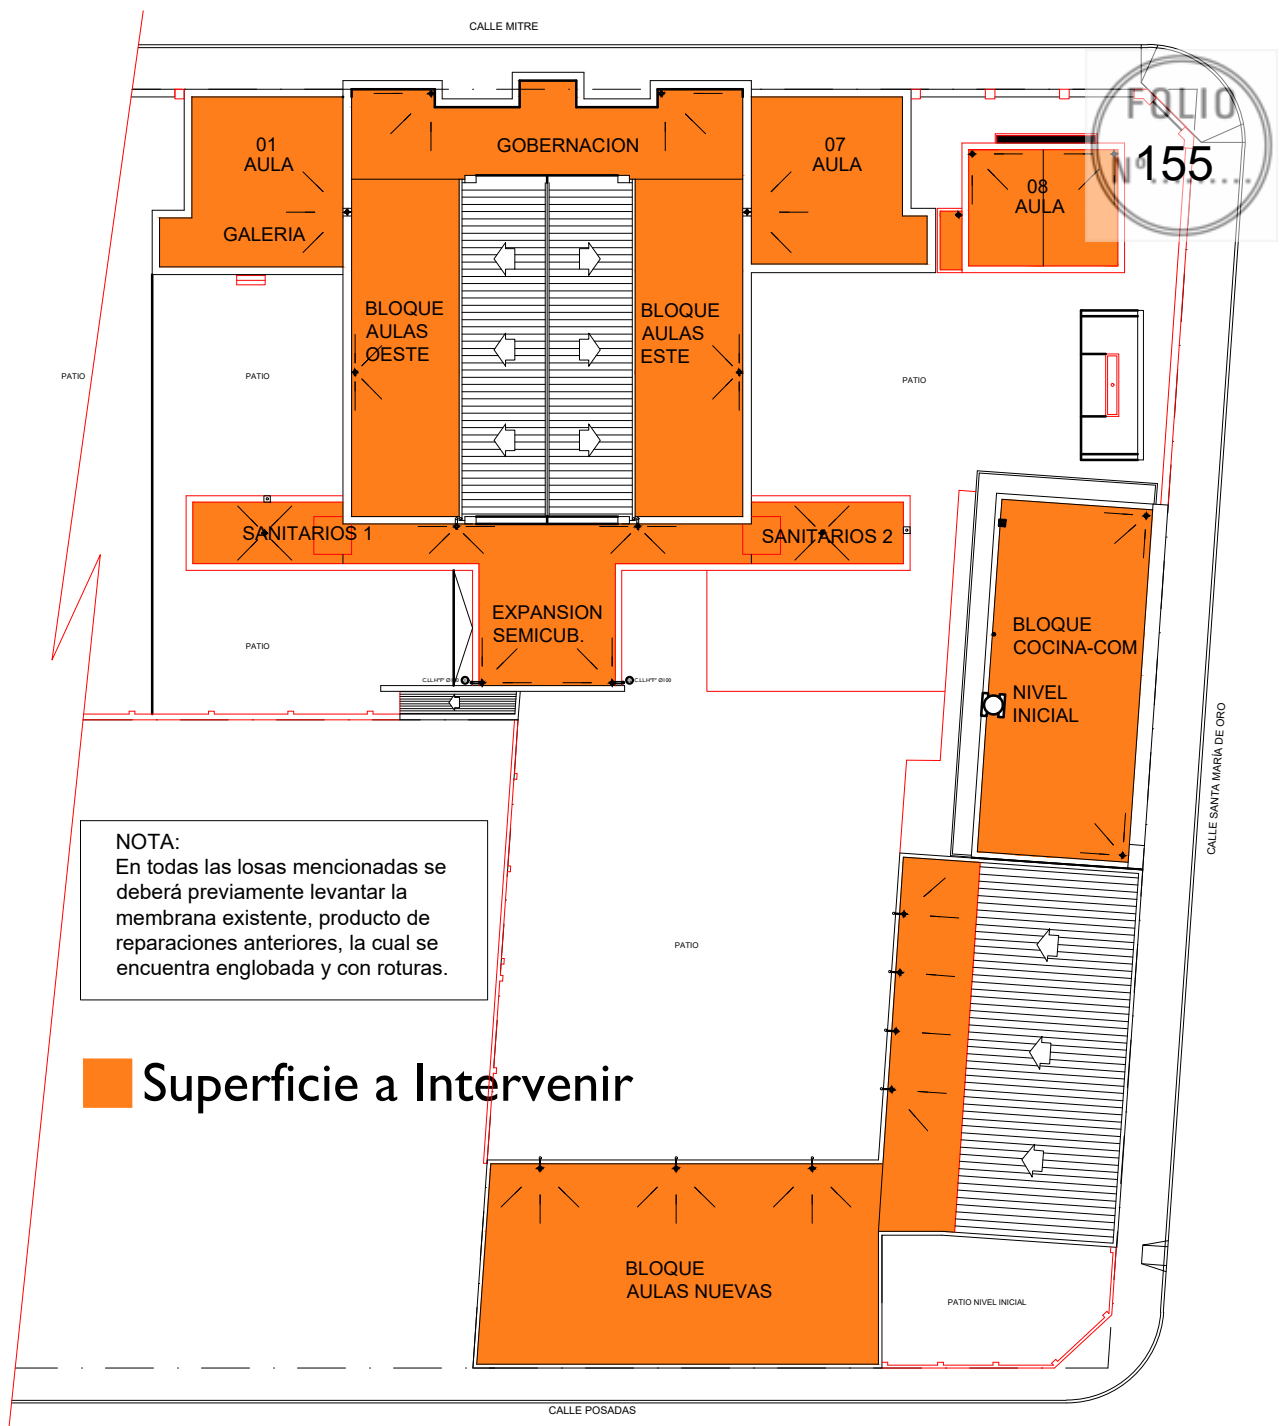 CALLE MITRE
FOLIO
Nº 155
01
AULA
GOBERNACION
07
AULA
08
AULA
GALERIA
BLOQUE
AULAS
OESTE
BLOQUE
AULAS
ESTE
PATIO
PATIO
PATIO
SANITARIOS 1
SANITARIOS 2
EXPANSION
SEMICUB.
BLOQUE
COCINA-COM
NIVEL
INICIAL
PATIO
CALLE SANTA MARÍA DE ORO
NOTA:
En todas las losas mencionadas se
deberá previamente levantar la
membrana existente, producto de
reparaciones anteriores, la cual se
encuentra englobada y con roturas.
PATIO
Superficie a Intervenir
BLOQUE
AULAS NUEVAS
PATIO NIVEL INICIAL
CALLE POSADAS